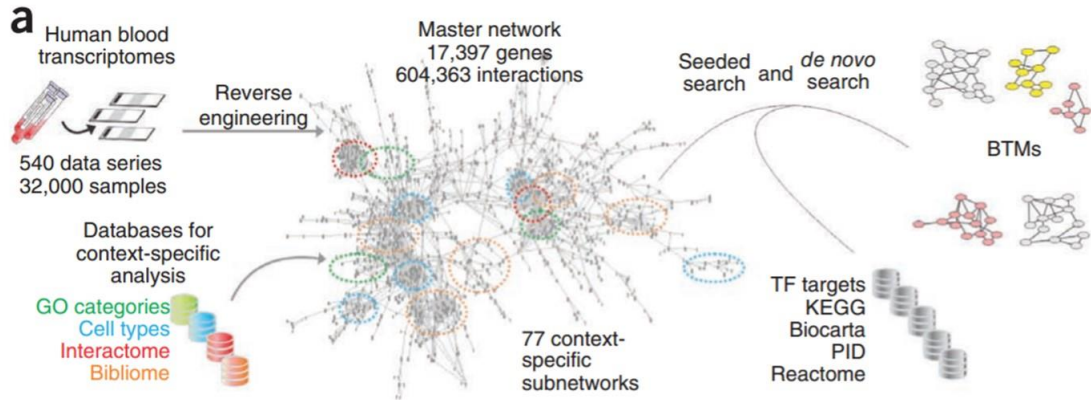 a
Human blood
transcriptomes
540 data series
32,000 samples
Reverse
engineering
Master network
17,397 genes
604,363 interactions
Seeded
search
and
de novo
search
BTMs
Databases for
context-specific
analysis
GO categories
Cell types
Interactome
Bibliome
77 context-
specific
subnetworks
TF targets
KEGG
Biocarta
PID
Reactome